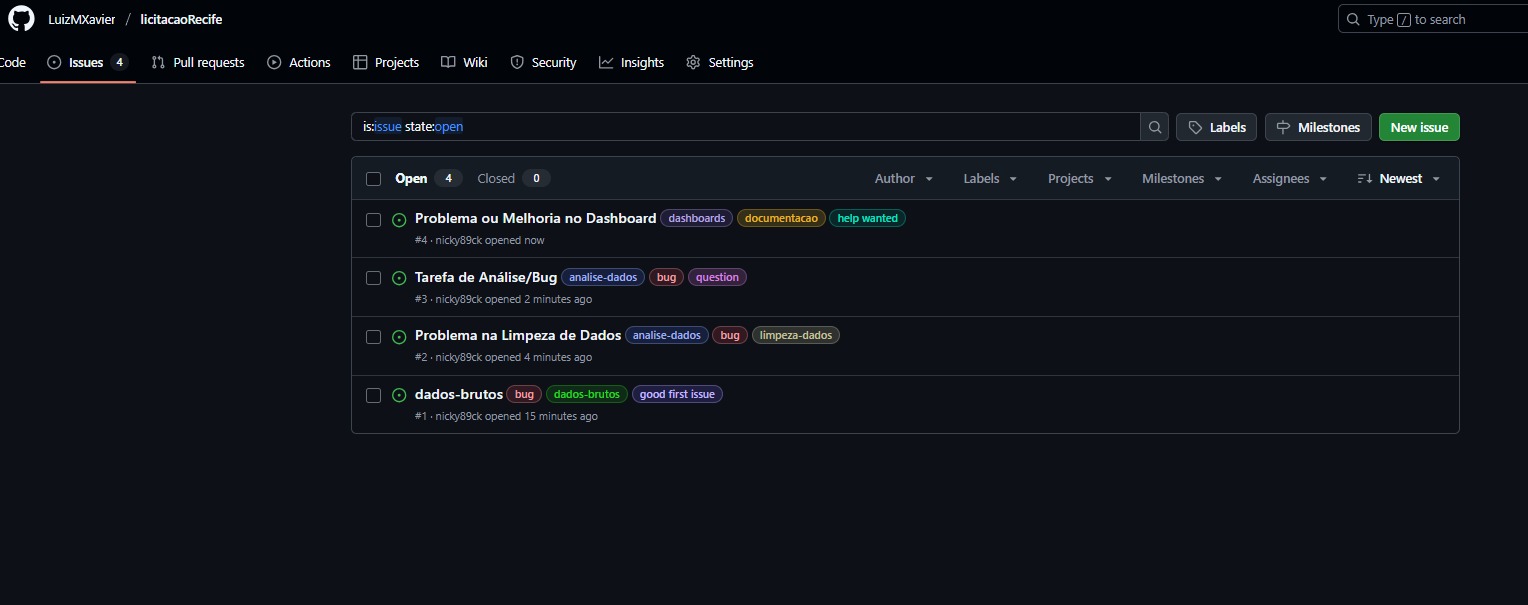 LuizMXavier / licitacaoRecife
Type / to search
Code Issues 4 Pull requests Actions Projects Wiki Security Insights Settings
is:issue state:open
Labels Milestones New issue
Open 4 Closed 0 Author Labels Projects Milestones Assignees Newest
Problema ou Melhoria no Dashboard dashboards documentacao help wanted
#4 · nicky89ck opened now
Tarefa de Análise/Bug analise-dados bug question
#3 · nicky89ck opened 2 minutes ago
Problema na Limpeza de Dados analise-dados bug limpeza-dados
#2 · nicky89ck opened 4 minutes ago
dados-brutos bug dados-brutos good first issue
#1 · nicky89ck opened 15 minutes ago